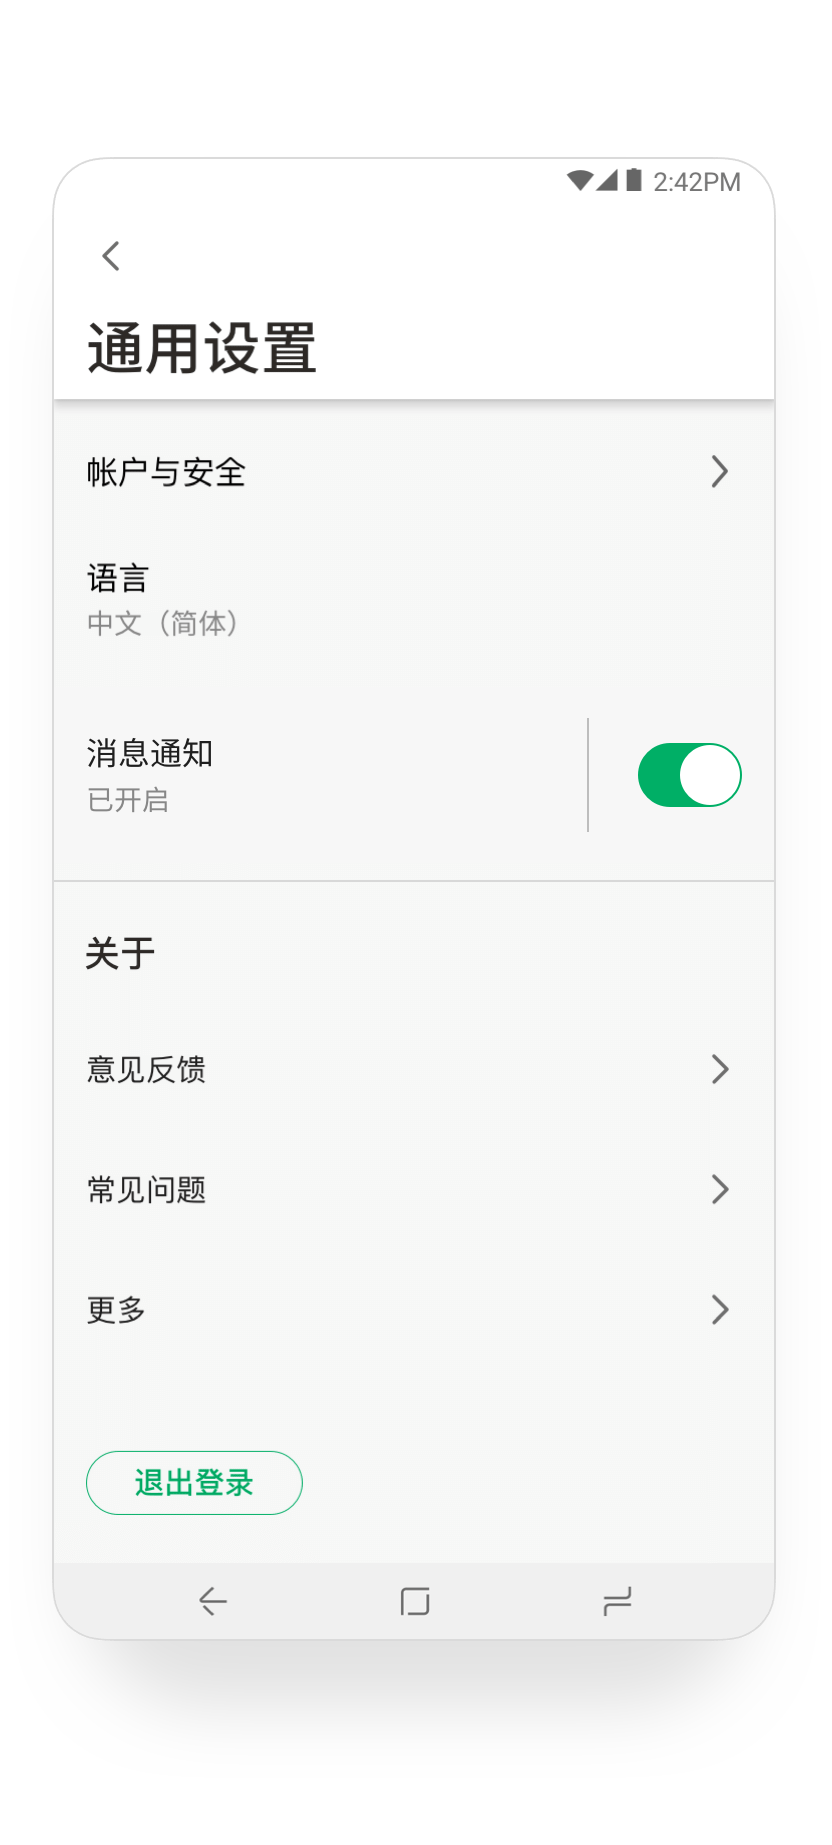 2:42PM
通用设置
帐户与安全
语言
中文（简体）
消息通知
已开启
关于
意见反馈
常见问题
更多
退出登录